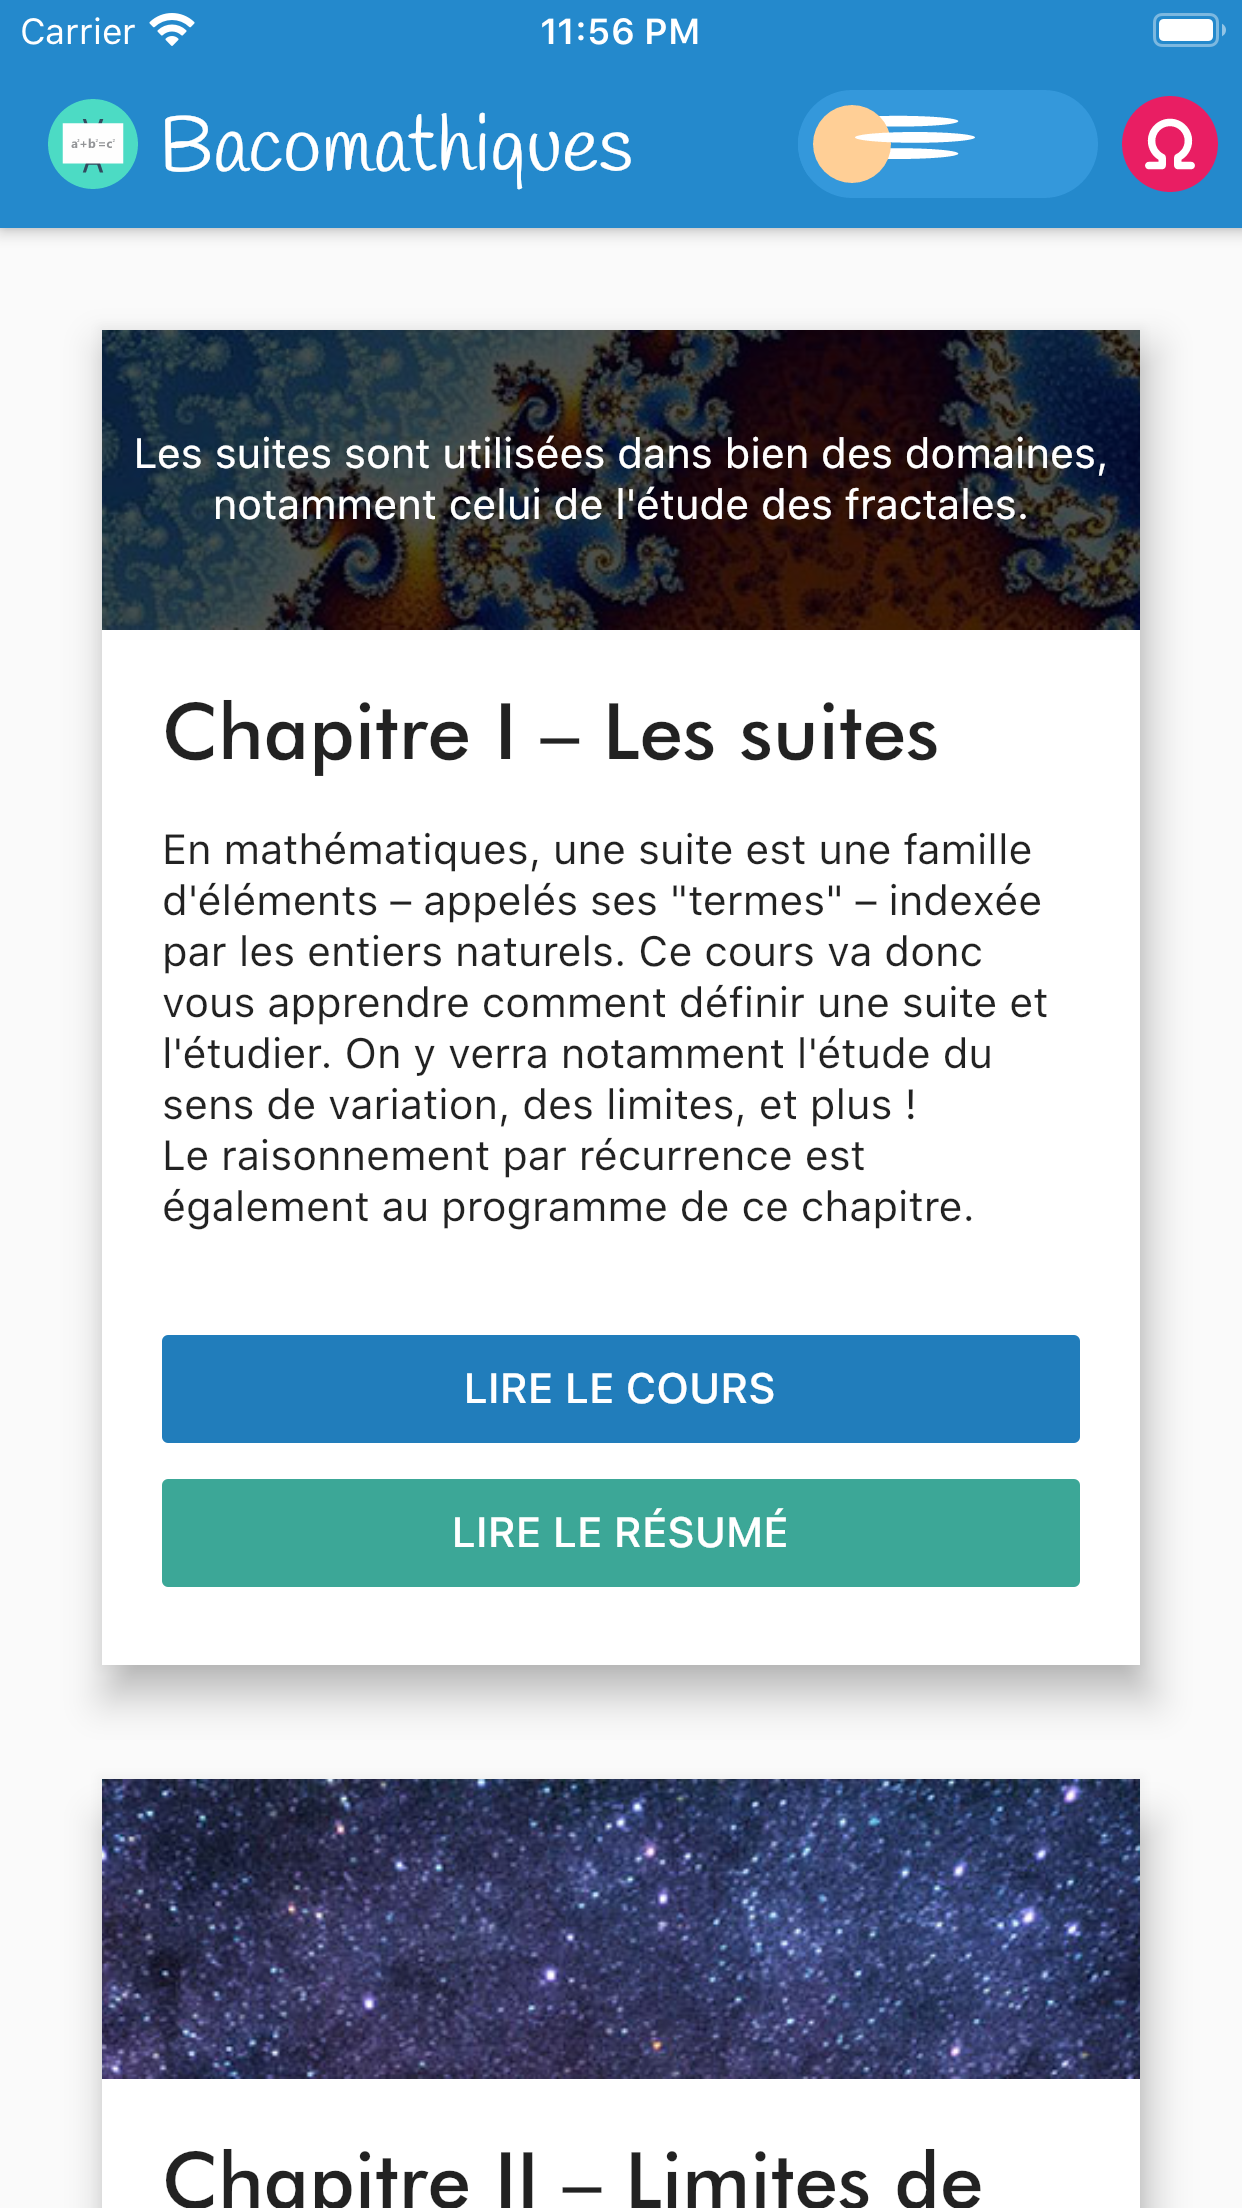 Carrier 11:56 PM
a²+b²=c²
Bacomathiques
Ω
Les suites sont utilisées dans bien des domaines,
notamment celui de l'étude des fractales.
Chapitre I – Les suites
En mathématiques, une suite est une famille
d'éléments – appelés ses "termes" – indexée
par les entiers naturels. Ce cours va donc
vous apprendre comment définir une suite et
l'étudier. On y verra notamment l'étude du
sens de variation, des limites, et plus !
Le raisonnement par récurrence est
également au programme de ce chapitre.
LIRE LE COURS
LIRE LE RÉSUMÉ
Chapitre II – Limites de